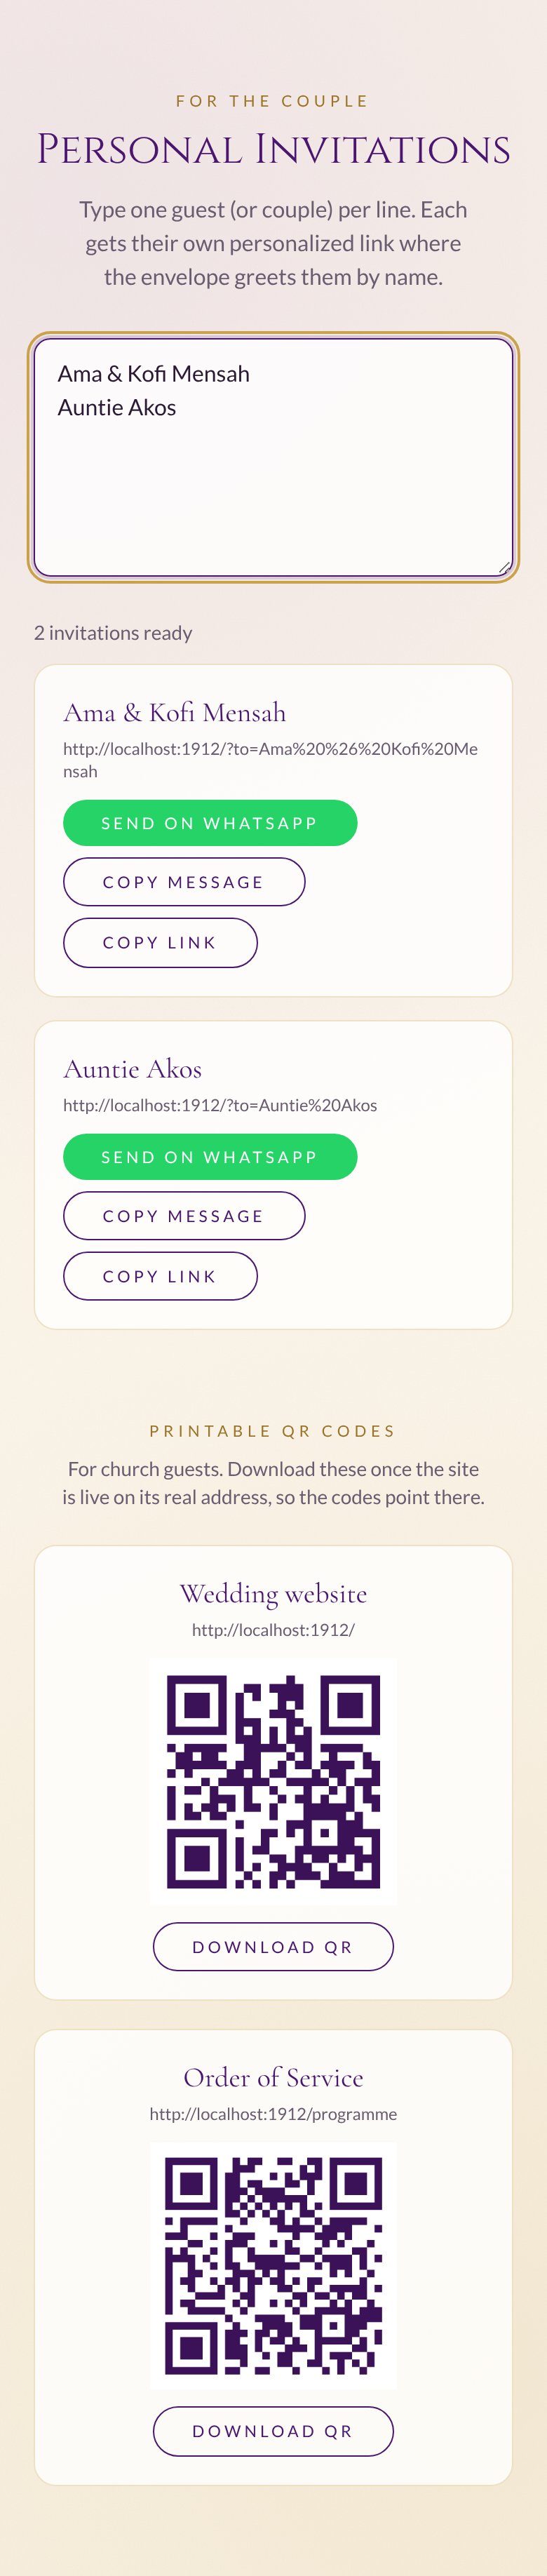 FOR THE COUPLE
Personal Invitations
Type one guest (or couple) per line. Each
gets their own personalized link where
the envelope greets them by name.
Ama & Kofi Mensah
Auntie Akos
2 invitations ready
Ama & Kofi Mensah
http://localhost:1912/?to=Ama%20%26%20Kofi%20Me
nsah
SEND ON WHATSAPP
COPY MESSAGE
COPY LINK
Auntie Akos
http://localhost:1912/?to=Auntie%20Akos
SEND ON WHATSAPP
COPY MESSAGE
COPY LINK
PRINTABLE QR CODES
For church guests. Download these once the site
is live on its real address, so the codes point there.
Wedding website
http://localhost:1912/
DOWNLOAD QR
Order of Service
http://localhost:1912/programme
DOWNLOAD QR